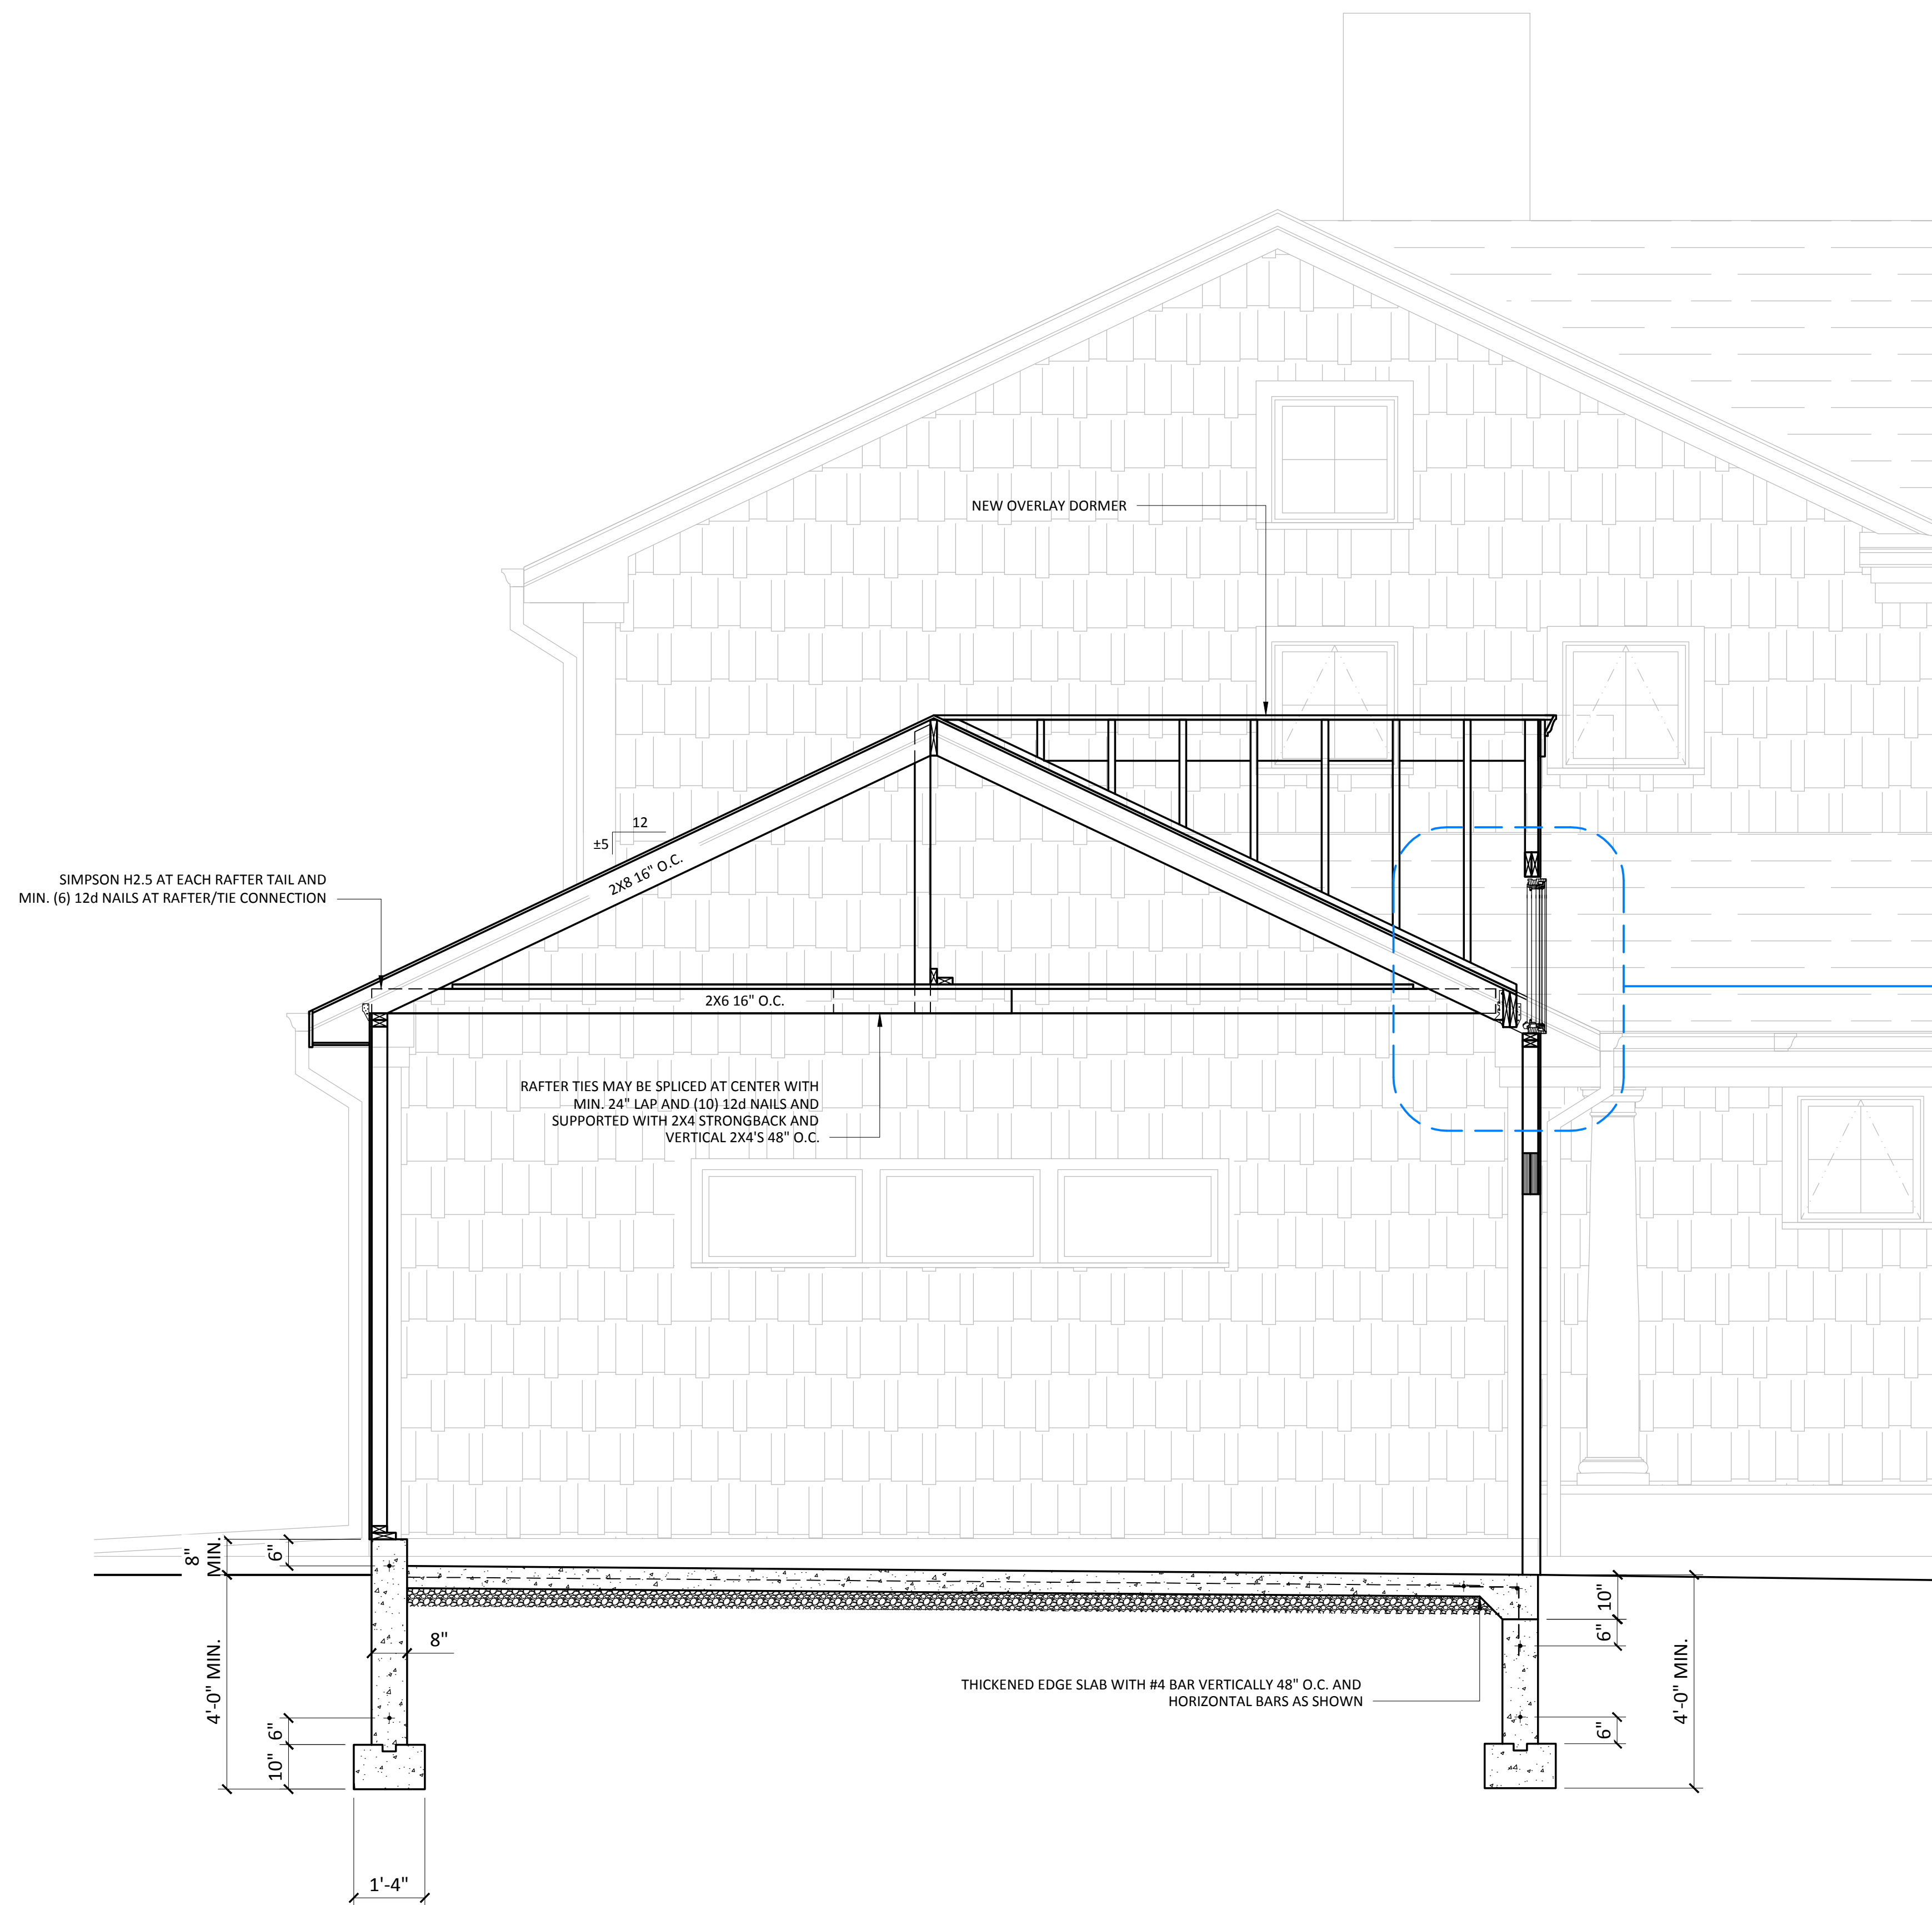 NEW OVERLAY DORMER
12
±5
2X8 16" O.C.
SIMPSON H2.5 AT EACH RAFTER TAIL AND
MIN. (6) 12d NAILS AT RAFTER/TIE CONNECTION
2X6 16" O.C.
RAFTER TIES MAY BE SPLICED AT CENTER WITH
MIN. 24" LAP AND (10) 12d NAILS AND
SUPPORTED WITH 2X4 STRONGBACK AND
VERTICAL 2X4'S 48" O.C.
8"
MIN.
6"
4'-0" MIN.
8"
6"
10"
1'-4"
THICKENED EDGE SLAB WITH #4 BAR VERTICALLY 48" O.C. AND
HORIZONTAL BARS AS SHOWN
10"
6"
6"
4'-0" MIN.